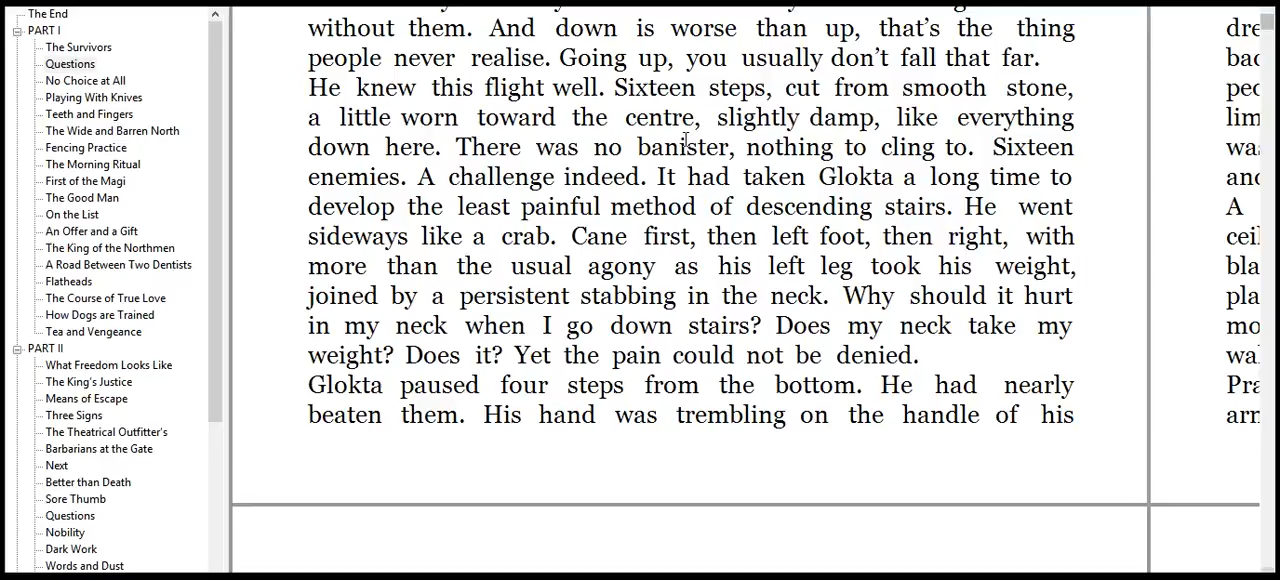 The End
PART I
The Survivors
Questions
No Choice at All
Playing With Knives
Teeth and Fingers
The Wide and Barren North
Fencing Practice
The Morning Ritual
First of the Magi
The Good Man
On the List
An Offer and a Gift
The King of the Northmen
A Road Between Two Dentists
Flatheads
The Course of True Love
How Dogs are Trained
Tea and Vengeance
PART II
What Freedom Looks Like
The King's Justice
Means of Escape
Three Signs
The Theatrical Outfitter's
Barbarians at the Gate
Next
Better than Death
Sore Thumb
Questions
Nobility
Dark Work
Words and Dust
without them. And down is worse than up, that’s the thing
people never realise. Going up, you usually don’t fall that far.
He knew this flight well. Sixteen steps, cut from smooth stone,
a little worn toward the centre, slightly damp, like everything
down here. There was no banister, nothing to cling to. Sixteen
enemies. A challenge indeed. It had taken Glokta a long time to
develop the least painful method of descending stairs. He went
sideways like a crab. Cane first, then left foot, then right, with
more than the usual agony as his left leg took his weight,
joined by a persistent stabbing in the neck. Why should it hurt
in my neck when I go down stairs? Does my neck take my
weight? Does it? Yet the pain could not be denied.
Glokta paused four steps from the bottom. He had nearly
beaten them. His hand was trembling on the handle of his
and
A